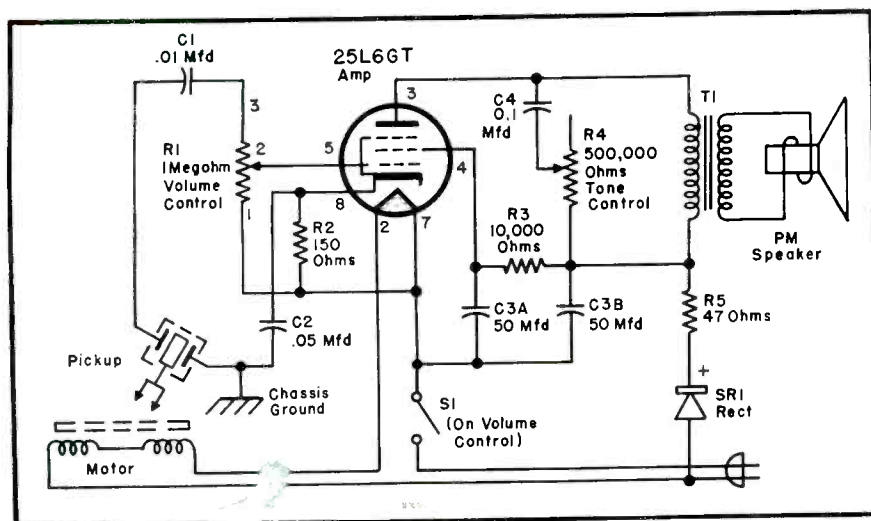 C1
.01 Mfd
25L6GT
Amp
3
3
C4
0.1
Mfd
T1
R1
1 Megohm
Volume
Control
2
5
4
R4
500,000
Ohms
Tone
Control
1
8
2
7
R2
150
Ohms
R3
10,000
Ohms
PM
Speaker
C2
.05 Mfd
C3A
50 Mfd
C3B
50 Mfd
R5
47 Ohms
Pickup
Chassis
Ground
S1
(On Volume
Control)
+
SR1
Rect
Motor